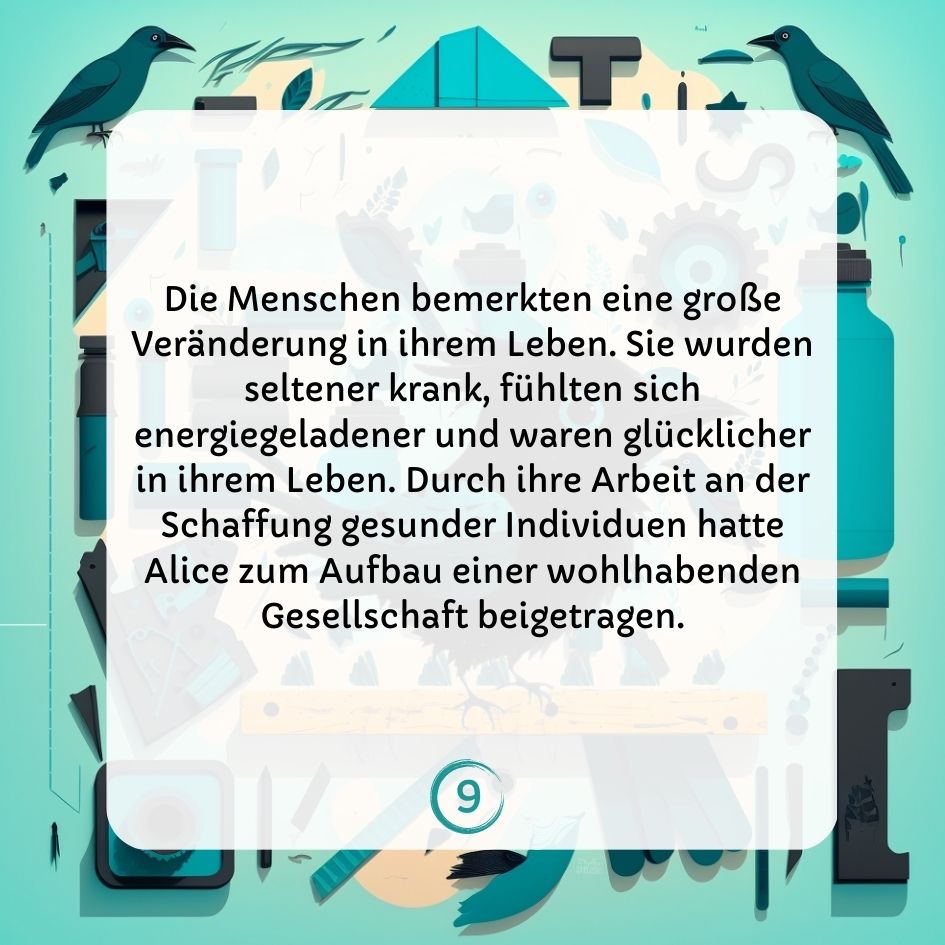 Die Menschen bemerkten eine große
Veränderung in ihrem Leben. Sie wurden
seltener krank, fühlten sich
energiegeladener und waren glücklicher
in ihrem Leben. Durch ihre Arbeit an der
Schaffung gesunder Individuen hatte
Alice zum Aufbau einer wohlhabenden
Gesellschaft beigetragen.
9